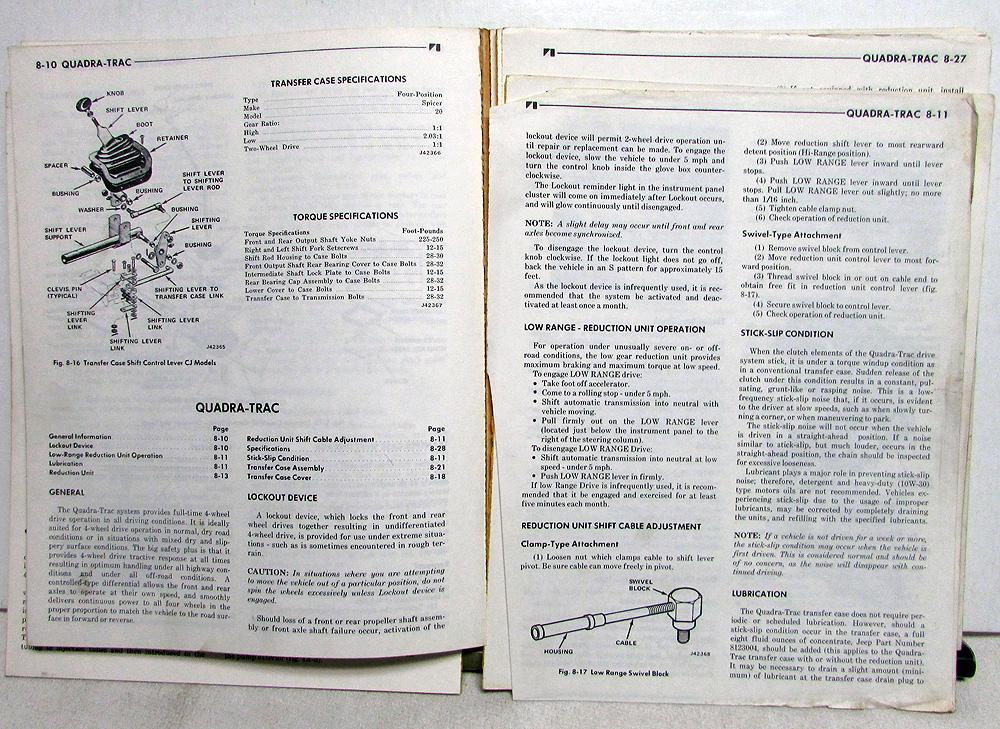 8-10 QUADRA-TRAC
KNOB
SHIFT LEVER
BOOT
RETAINER
SPACER
BUSHING
BUSHING
SHIFT LEVER
TO SHIFTING
LEVER ROD
WASHER
BUSHING
SHIFTING
LEVER
SHIFT LEVER
SUPPORT
BUSHING
CLEVIS PIN
(TYPICAL)
SHIFTING LEVER TO
TRANSFER CASE LINK
SHIFTING
LEVER
LINK
SHIFTING LEVER
LINK
SHIFTING LEVER
LINK
J42365
Fig. 8-16 Transfer Case Shift Control Lever CJ Models
TRANSFER CASE SPECIFICATIONS
Type Four-Position
Make Spicer
Model 20
Gear Ratio:
High 1:1
Low 2.03:1
Two-Wheel Drive 1:1
J42366
TORQUE SPECIFICATIONS
Torque Specifications Foot-Pounds
Front and Rear Output Shaft Yoke Nuts 225-250
Right and Left Shift Fork Setscrews 12-15
Shift Rod Housing to Case Bolts 28-30
Front Output Shaft Rear Bearing Cover to Case Bolts 28-32
Intermediate Shaft Lock Plate to Case Bolts 12-15
Rear Bearing Cap Assembly to Case Bolts 28-32
Lower Cover to Case Bolts 12-15
Transfer Case to Transmission Bolts 28-32
J42367
QUADRA-TRAC
Page
General Information 8-10
Lockout Device 8-10
Low-Range Reduction Unit Operation 8-11
Lubrication 8-11
Reduction Unit 8-13
Page
Reduction Unit Shift Cable Adjustment 8-11
Specifications 8-28
Stick-Slip Condition 8-11
Transfer Case Assembly 8-21
Transfer Case Cover 8-18
GENERAL
The Quadra-Trac system provides full-time 4-wheel
drive operation in all driving conditions. It is ideally
suited for 4-wheel drive operation in normal, dry road
conditions or in situations with mixed dry and slip-
pery surface conditions. The big safety plus is that it
provides 4-wheel drive tractive response at all times
resulting in optimum handling under all highway con-
ditions and under all off-road conditions. A
controlled-type differential allows the front and rear
axles to operate at their own speed, and smoothly
delivers continuous power to all four wheels in the
proper proportion to match the vehicle to the road sur-
face in forward or reverse.
LOCKOUT DEVICE
A lockout device, which locks the front and rear
wheel drives together resulting in undifferentiated
4-wheel drive, is provided for use under extreme situa-
tions - such as is sometimes encountered in rough ter-
rain.
CAUTION: In situations where you are attempting
to move the vehicle out of a particular position, do not
spin the wheels excessively unless Lockout device is
engaged.
Should loss of a front or rear propeller shaft assem-
bly or front axle shaft failure occur, activation of the
QUADRA-TRAC 8-27
QUADRA-TRAC 8-11
lockout device will permit 2-wheel drive operation un-
til repair or replacement can be made. To engage the
lockout device, slow the vehicle to under 5 mph and
turn the control knob inside the glove box counter-
clockwise.
The Lockout reminder light in the instrument panel
cluster will come on immediately after Lockout occurs,
and will glow continuously until disengaged.
NOTE: A slight delay may occur until front and rear
axles become synchronized.
To disengage the lockout device, turn the control
knob clockwise. If the lockout light does not go off,
back the vehicle in an S pattern for approximately 15
feet.
As the lockout device is infrequently used, it is rec-
ommended that the system be activated and deac-
tivated at least once a month.
LOW RANGE - REDUCTION UNIT OPERATION
For operation under unusually severe on- or off-
road conditions, the low gear reduction unit provides
maximum braking and maximum torque at low speed.
To engage LOW RANGE drive:
• Take foot off accelerator.
• Come to a rolling stop - under 5 mph.
• Shift automatic transmission into neutral with
vehicle moving.
• Pull firmly out on the LOW RANGE lever
(located just below the instrument panel to the
right of the steering column).
To disengage LOW RANGE Drive:
• Shift automatic transmission into neutral at low
speed - under 5 mph.
• Push LOW RANGE lever in firmly.
If low Range Drive is infrequently used, it is recom-
mended that it be engaged and exercised for at least
five minutes each month.
REDUCTION UNIT SHIFT CABLE ADJUSTMENT
Clamp-Type Attachment
(1) Loosen nut which clamps cable to shift lever
pivot. Be sure cable can move freely in pivot.
SWIVEL
BLOCK
CABLE
HOUSING
J42368
Fig. 8-17 Low Range Swivel Block
(2) Move reduction shift lever to most rearward
detent position (Hi-Range position).
(3) Push LOW RANGE lever inward until lever
stops.
(4) Push LOW RANGE lever inward until lever
stops. Pull LOW RANGE lever out slightly; no more
than 1/16 inch.
(5) Tighten cable clamp nut.
(6) Check operation of reduction unit.
Swivel-Type Attachment
(1) Remove swivel block from control lever.
(2) Move reduction unit control lever to most for-
ward position.
(3) Thread swivel block in or out on cable end to
obtain free fit in reduction unit control lever (fig.
8-17).
(4) Secure swivel block to control lever.
(5) Check operation of reduction unit.
STICK-SLIP CONDITION
When the clutch elements of the Quadra-Trac drive
system stick, it is under a torque windup condition as
in a conventional transfer case. Sudden release of the
clutch under this condition results in a constant, pul-
sating, grunt-like or rasping noise. This is a low-
frequency stick-slip noise that, if it occurs, is evident
to the driver at slow speeds, such as when slowly tur-
ning a corner, or when maneuvering to park.
The stick-slip noise will not occur when the vehicle
is driven in a straight-ahead position. If a noise
similar to stick-slip, but much louder, occurs in the
straight-ahead position, the chain should be inspected
for excessive looseness.
Lubricant plays a major role in preventing stick-slip
noise; therefore, detergent and heavy-duty (10W-30)
type motors oils are not recommended. Vehicles ex-
periencing stick-slip due to the usage of improper
lubricants, may be corrected by completely draining
the units, and refilling with the specified lubricants.
NOTE: If a vehicle is not driven for a week or more,
the stick-slip condition may occur when the vehicle is
first driven. This is considered normal and should be
of no concern, as the noise will disappear with con-
tinued driving.
LUBRICATION
The Quadra-Trac transfer case does not require per-
iodic or scheduled lubrication. However, should a
stick-slip condition occur in the transfer case, a full
eight fluid ounces of concentrate, Jeep Part Number
8123004, should be added (this applies to the Quadra-
Trac transfer case with or without the reduction unit).
It may be necessary to drain a slight amount (mini-
mum) of lubricant at the transfer case drain plug to